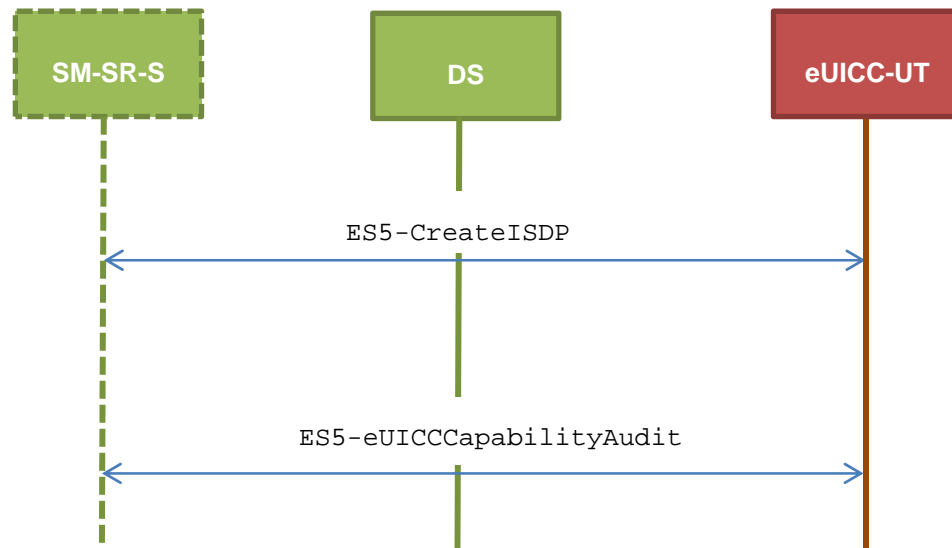 SM-SR-S
DS
eUICC-UT
ES5-CreateISDP
ES5-eUICCCapabilityAudit